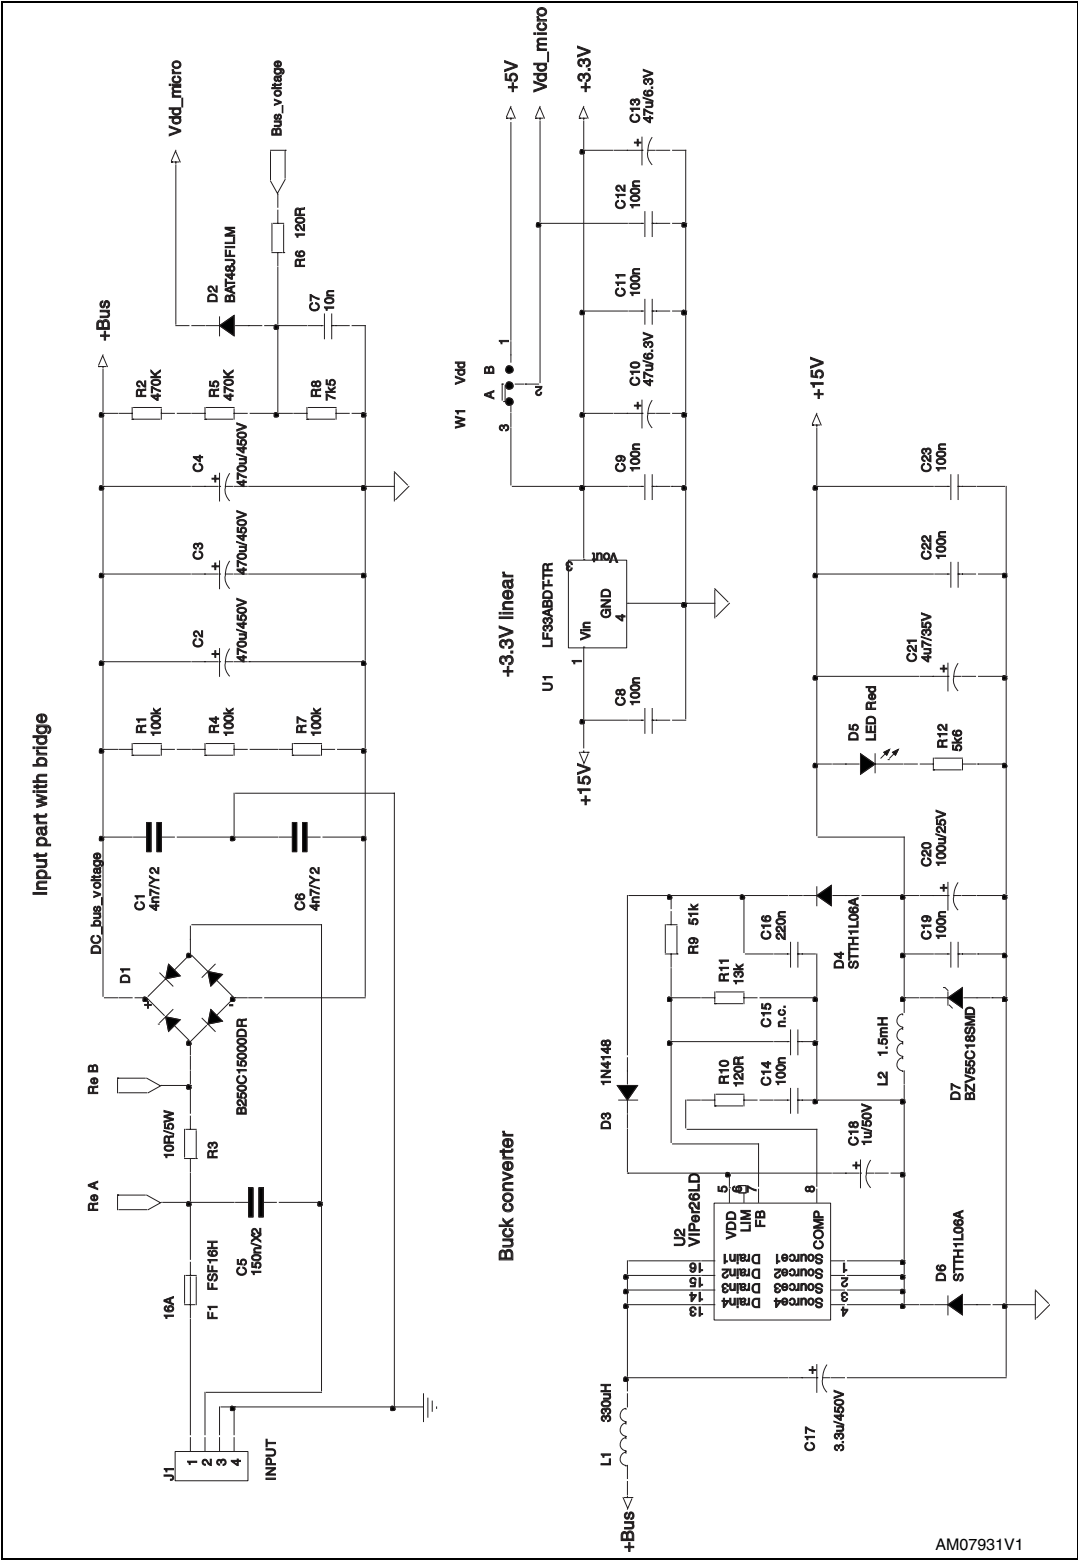 Input part with bridge
J1
1
2
3
4
INPUT
16A
F1 FSF16H
Re A
C5
150n/X2
10R/5W
R3
Re B
B250C15000DR
D1
+
-
DC_bus_voltage
C1
4n7/Y2
C6
4n7/Y2
R1
100k
R4
100k
R7
100k
C2
470u/450V
+
C3
470u/450V
+
C4
470u/450V
+
R2
470K
R5
470K
R8
7k5
+Bus
D2
BAT48JFILM
C7
10n
R6 120R
Vdd_micro
Bus_voltage
+3.3V linear
+15V
U1
LF33ABDT-TR
1
Vin
GND
4
Vout
3
C8
100n
C9
100n
W1
Vdd
3
A
B
1
2
C10
47u/6.3V
+
C11
100n
C12
100n
C13
47u/6.3V
+
+5V
Vdd_micro
+3.3V
Buck converter
+Bus
L1
330uH
C17
3.3u/450V
+
U2
VIPer26LD
13
14
15
16
Drain4
Drain3
Drain2
Drain1
VDD
LIM
FB
COMP
5
6
7
8
Source4
Source3
Source2
Source1
4
3
2
1
D6
STTH1L06A
D3
1N4148
C18
1u/50V
+
R10
120R
C14
100n
C15
n.c.
R11
13k
R9 51k
C16
220n
D4
STTH1L06A
L2 1.5mH
D7
BZV55C18SMD
C19
100n
C20
100u/25V
+
D5
LED Red
R12
5k6
C21
4u7/35V
+
C22
100n
C23
100n
+15V
AM07931V1